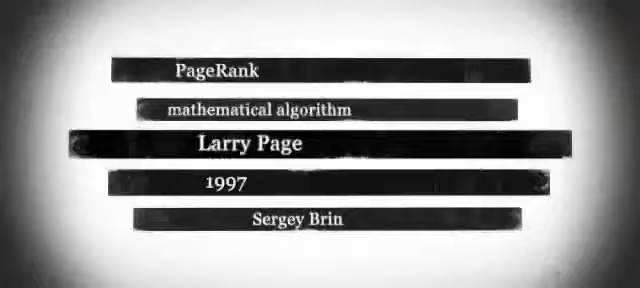 PageRank
mathematical algorithm
Larry Page
1997
Sergey Brin